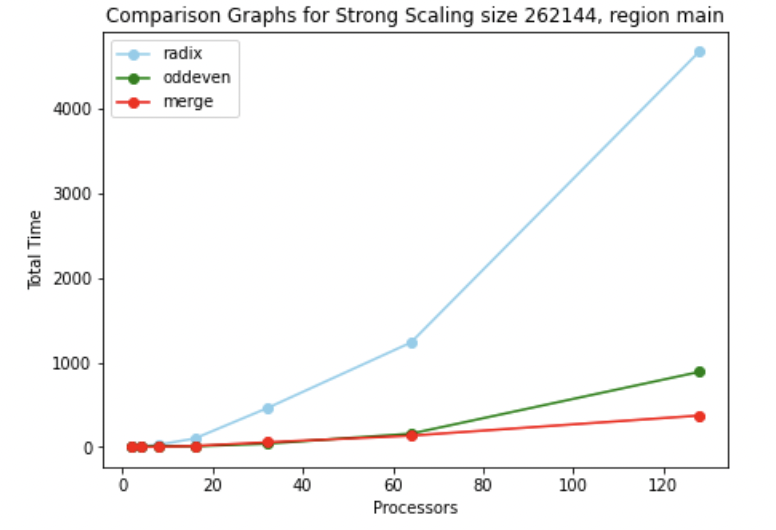 Comparison Graphs for Strong Scaling size 262144, region main
radix
oddeven
merge
4000
3000
2000
1000
0
Total Time
0 20 40 60 80 100 120
Processors